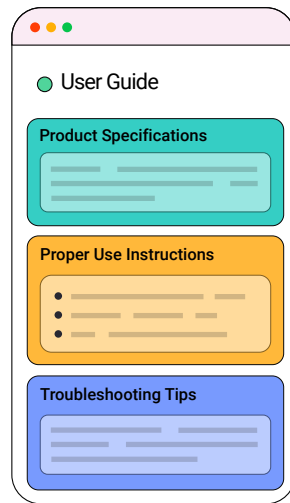 User Guide
Product Specifications
Proper Use Instructions
Troubleshooting Tips